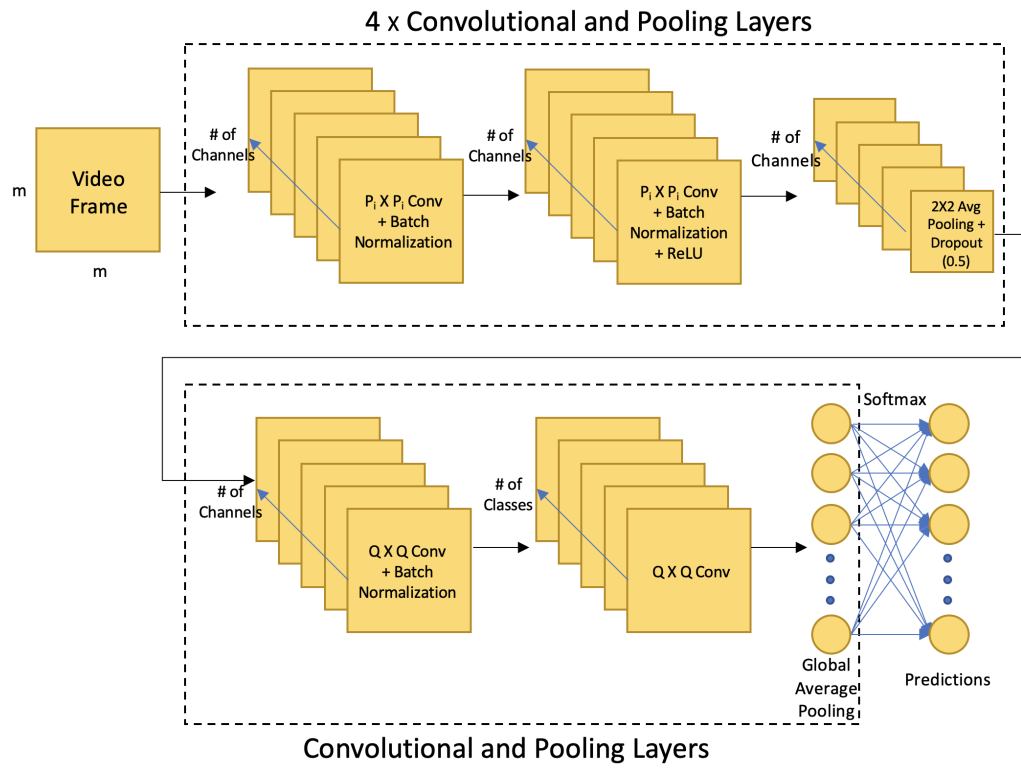 4 x Convolutional and Pooling Layers
m
Video
Frame
m
# of
Channels
Pi X Pi Conv
+ Batch
Normalization
# of
Channels
Pi X Pi Conv
+ Batch
Normalization
+ ReLU
# of
Channels
2X2 Avg
Pooling +
Dropout
(0.5)
# of
Channels
Q X Q Conv
+ Batch
Normalization
# of
Classes
Q X Q Conv
Softmax
Global
Average
Pooling
Predictions
Convolutional and Pooling Layers